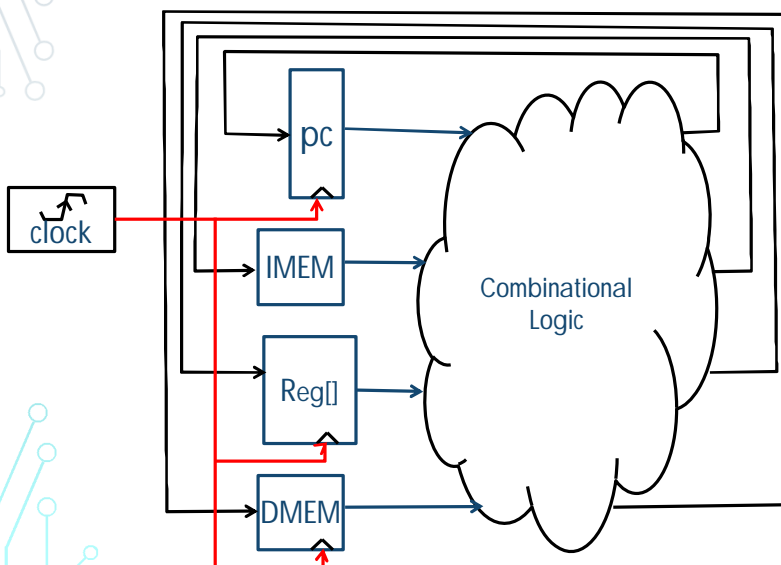 pc
clock
IMEM
Combinational
Logic
Reg[]
DMEM